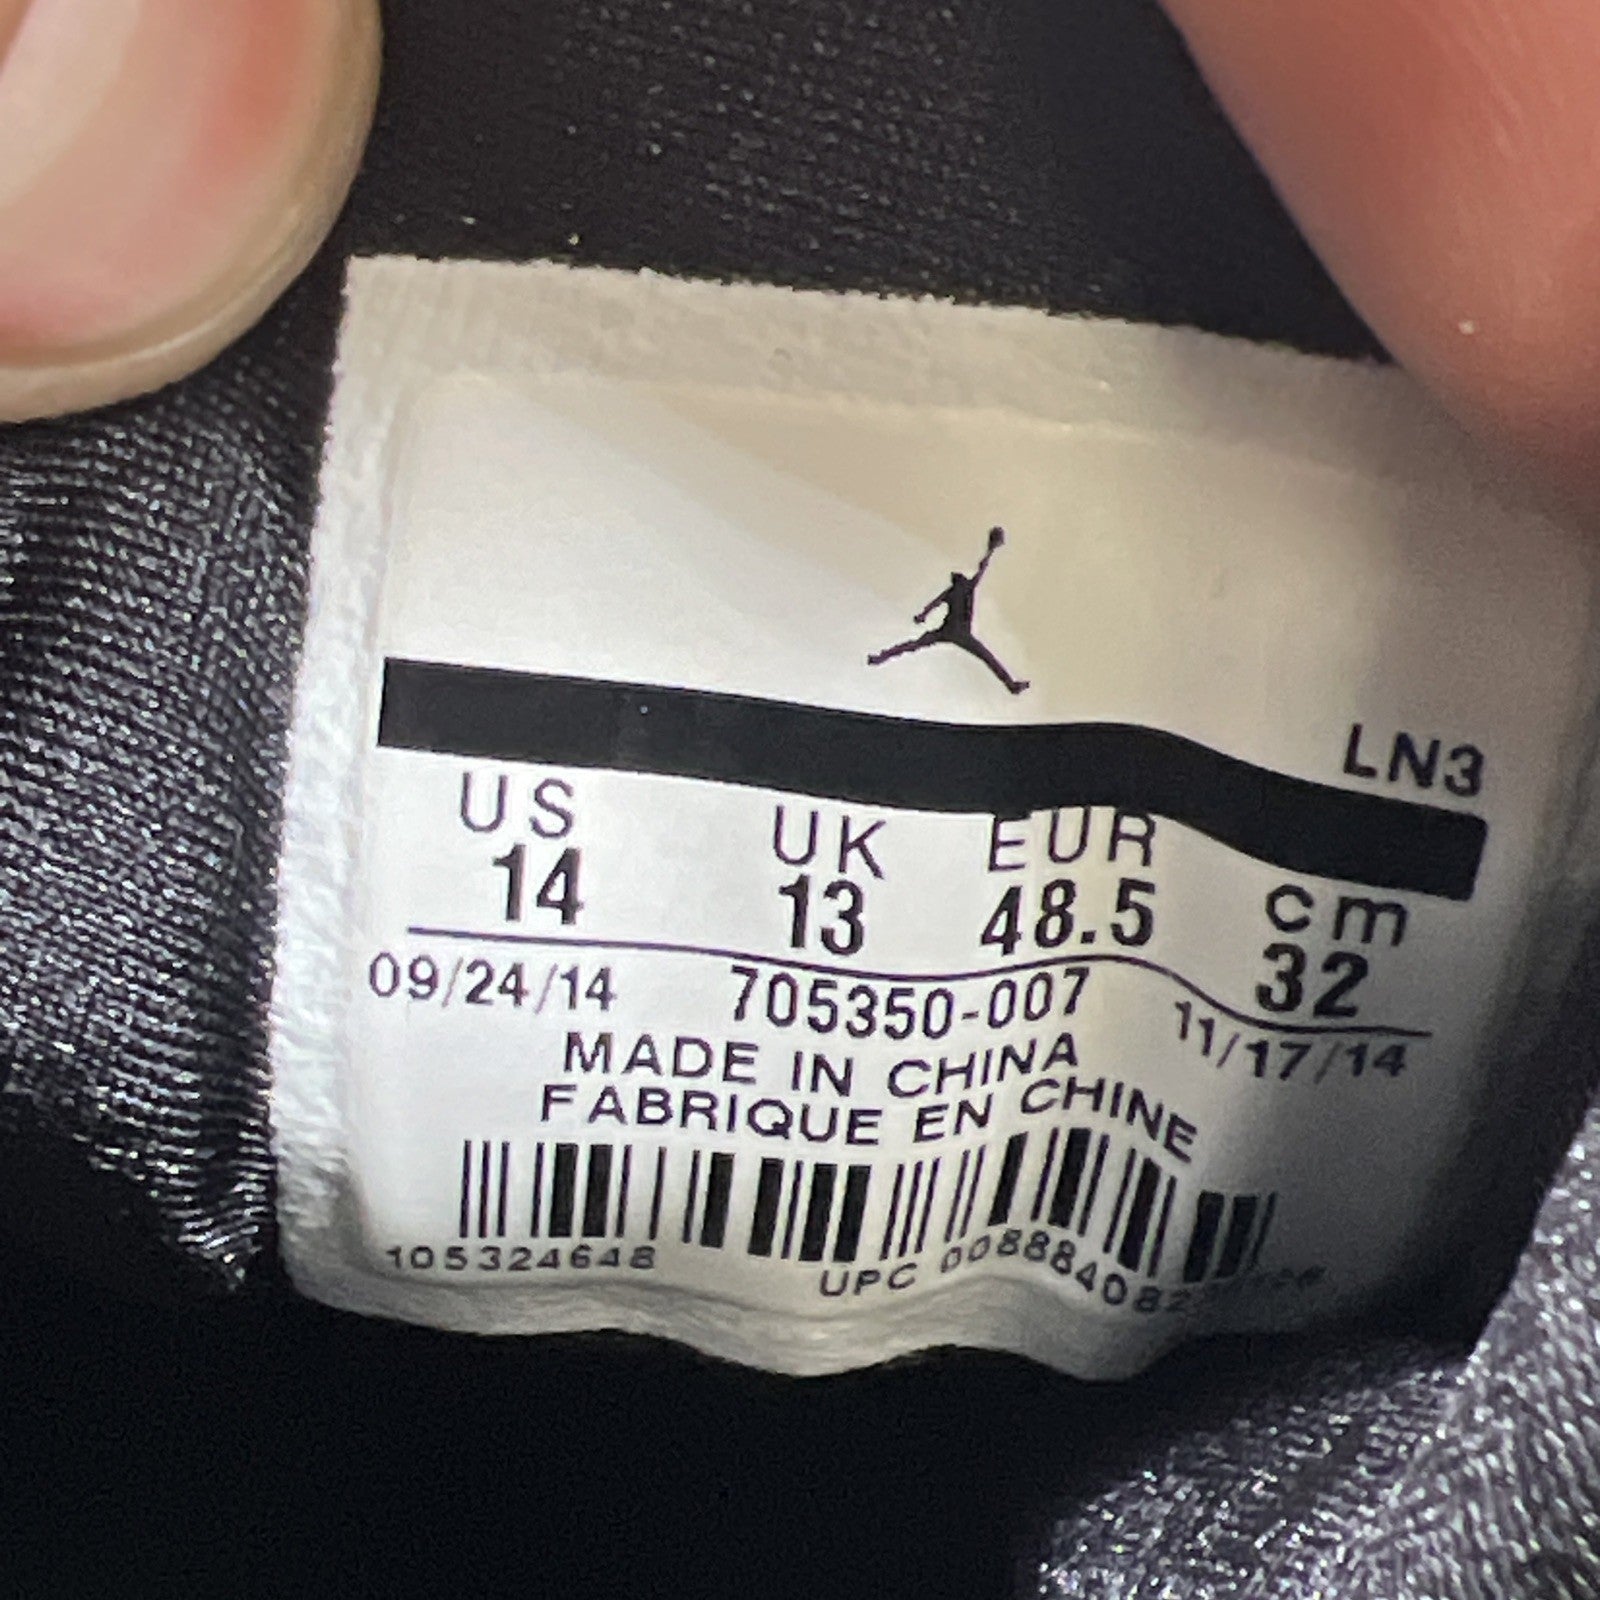 LN3
US UK EUR cm
14 13 48.5 32
09/24/14 705350-007 11/17/14
MADE IN CHINA
FABRIQUE EN CHINE
105324648 UPC